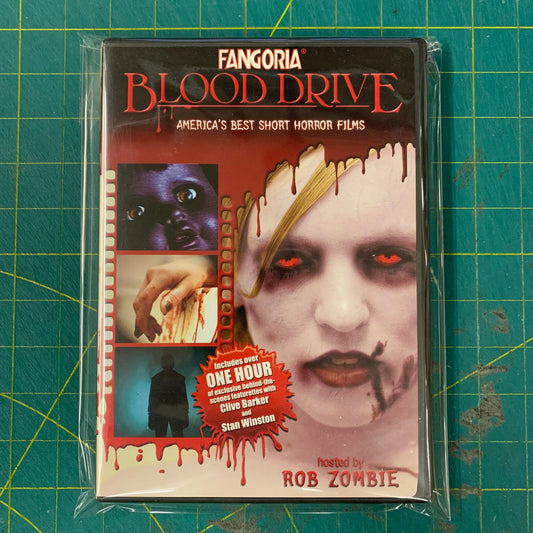 FANGORIA®
BLOOD DRIVE
AMERICA'S BEST SHORT HORROR FILMS
Includes over
ONE HOUR
of exclusive behind-the-
scenes featurettes with
Clive Barker
and
Stan Winston
hosted by
ROB ZOMBIE